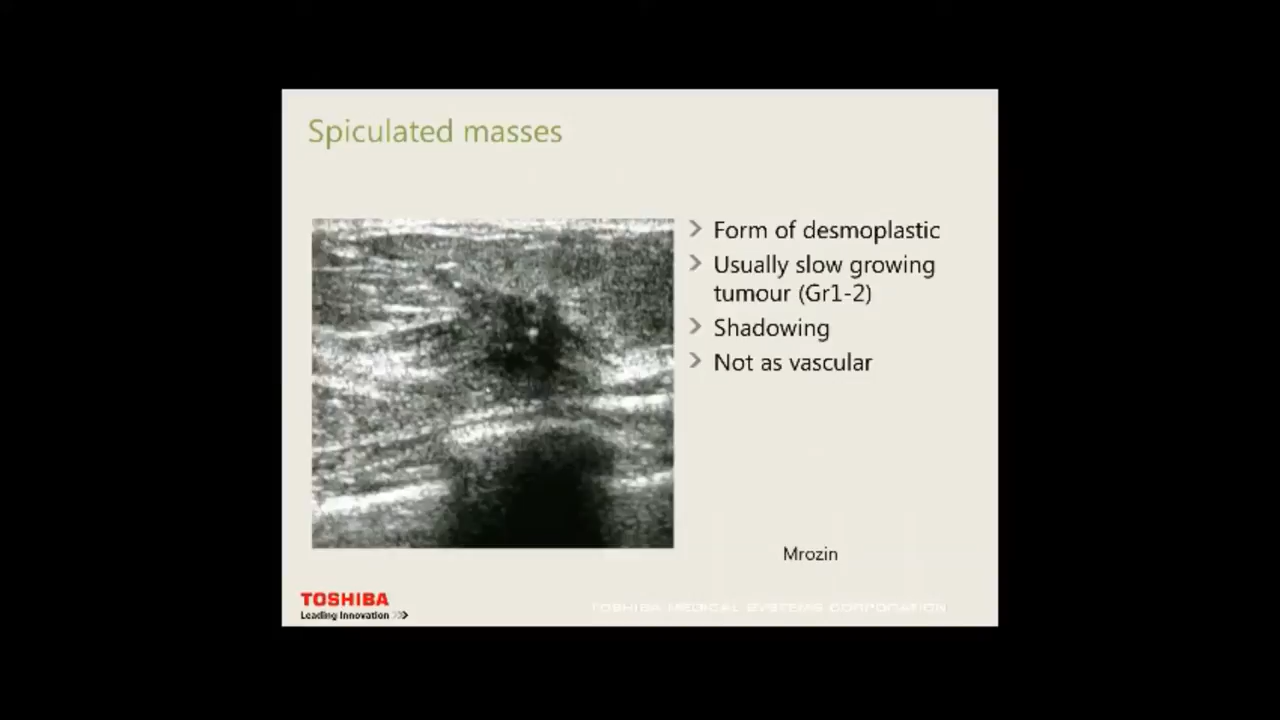 Spiculated masses
Form of desmoplastic
Usually slow growing
tumour (Gr1-2)
Shadowing
Not as vascular
Mrozin
TOSHIBA
Leading Innovation >>>
TOSHIBA MEDICAL SYSTEMS CORPORATION